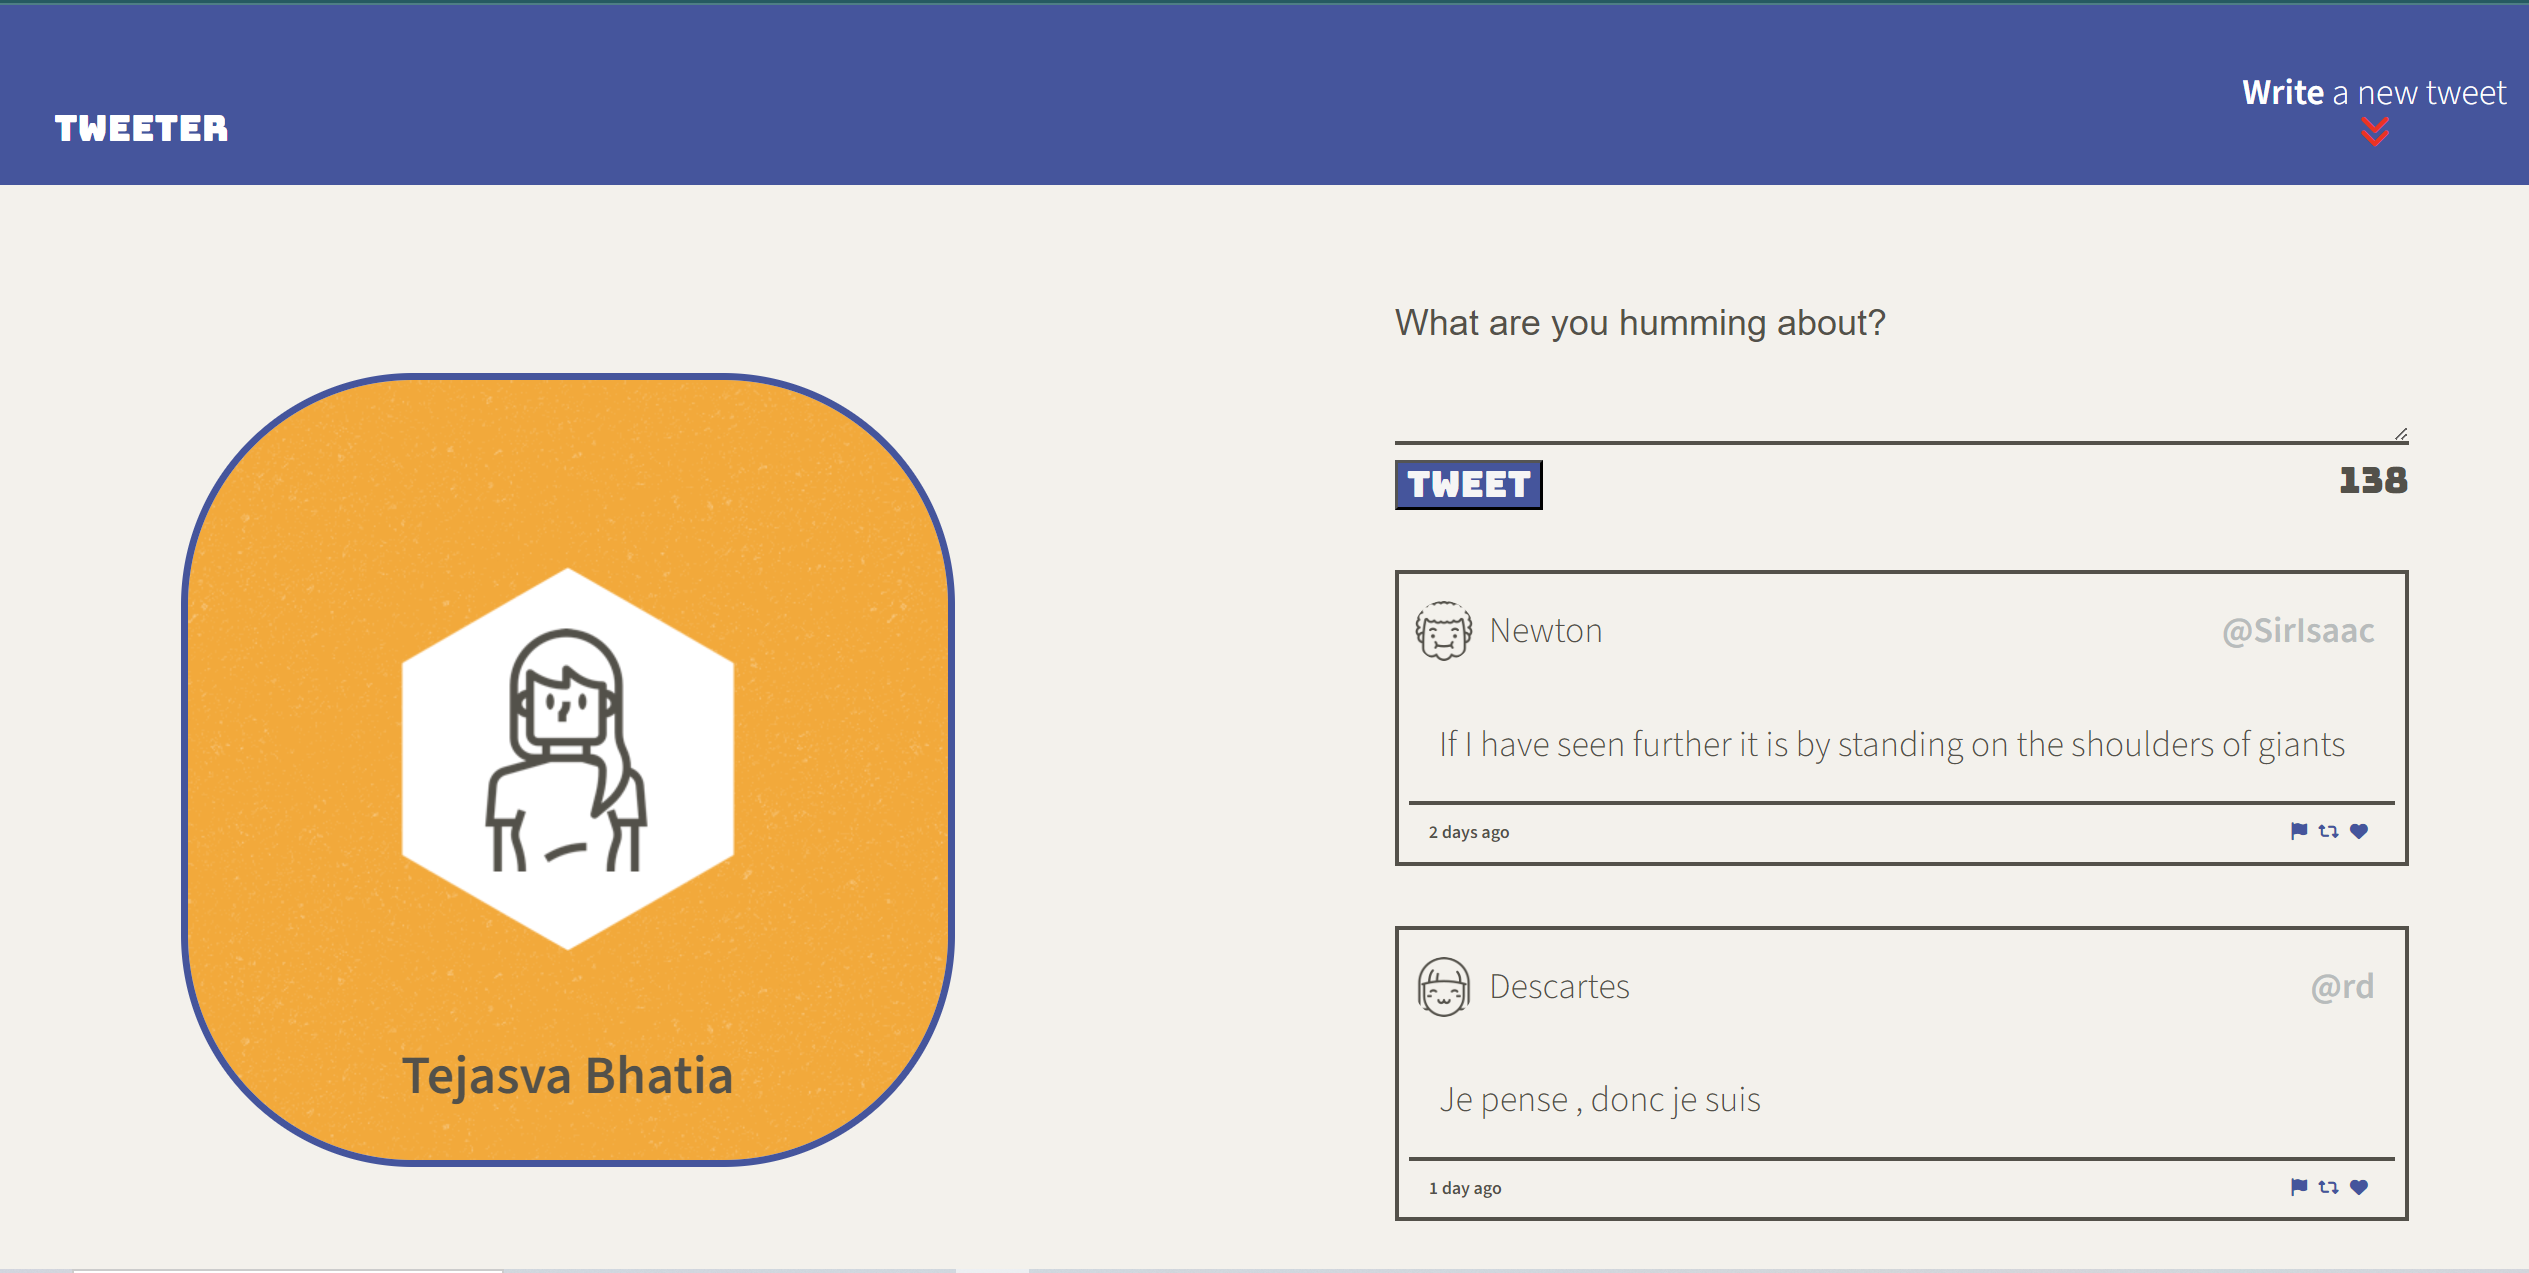 TWEETER
Write a new tweet
What are you humming about?
TWEET
138
Newton
@SirIsaac
If I have seen further it is by standing on the shoulders of giants
2 days ago
Descartes
@rd
Je pense , donc je suis
1 day ago
Tejasva Bhatia